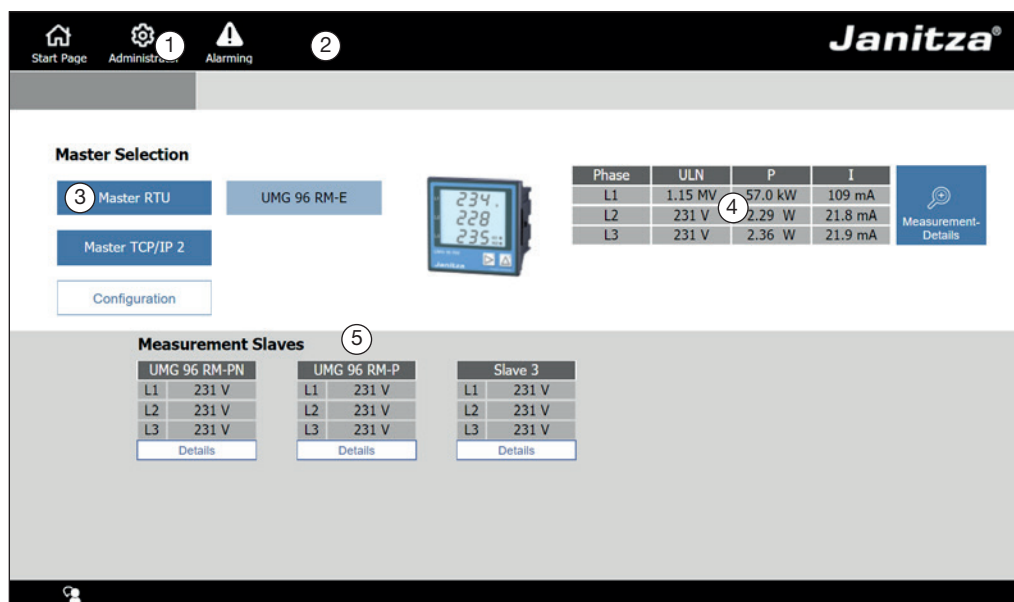 Start Page Administrator Alarming
1
2
Janitza®
Master Selection
3 Master RTU
UMG 96 RM-E
Master TCP/IP 2
Configuration
234.
228
235
Janitza
Phase ULN P I
L1 1.15 MV 57.0 kW 109 mA
L2 231 V 2.29 W 21.8 mA
L3 231 V 2.36 W 21.9 mA
4
Measurement-
Details
Measurement Slaves
5
UMG 96 RM-PN UMG 96 RM-P Slave 3
L1 231 V L1 231 V L1 231 V
L2 231 V L2 231 V L2 231 V
L3 231 V L3 231 V L3 231 V
Details Details Details